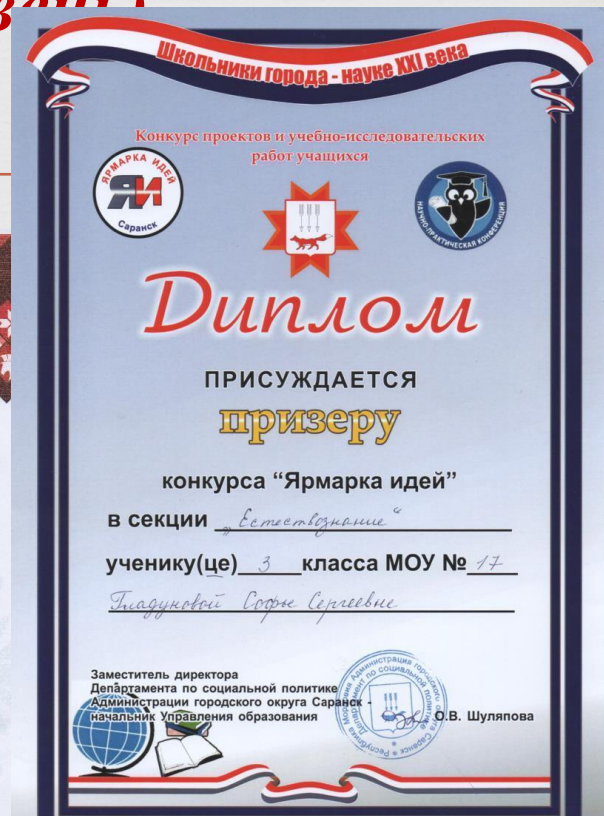 Школьники города - науке XXI века
Конкурс проектов и учебно-исследовательских
работ учащихся
ЯРМАРКА ИДЕЙ
ЯИ
Саранск
НАУЧНО-ПРАКТИЧЕСКАЯ КОНФЕРЕНЦИЯ
Диплом
ПРИСУЖДАЕТСЯ
призеру
конкурса “Ярмарка идей”
в секции „Естествознание“
ученику(це) 3 класса МОУ № 17
Гладуновой Софье Сергеевне
Заместитель директора
Департамента по социальной политике
Администрации городского округа Саранск -
начальник Управления образования
О.В. Шуляпова